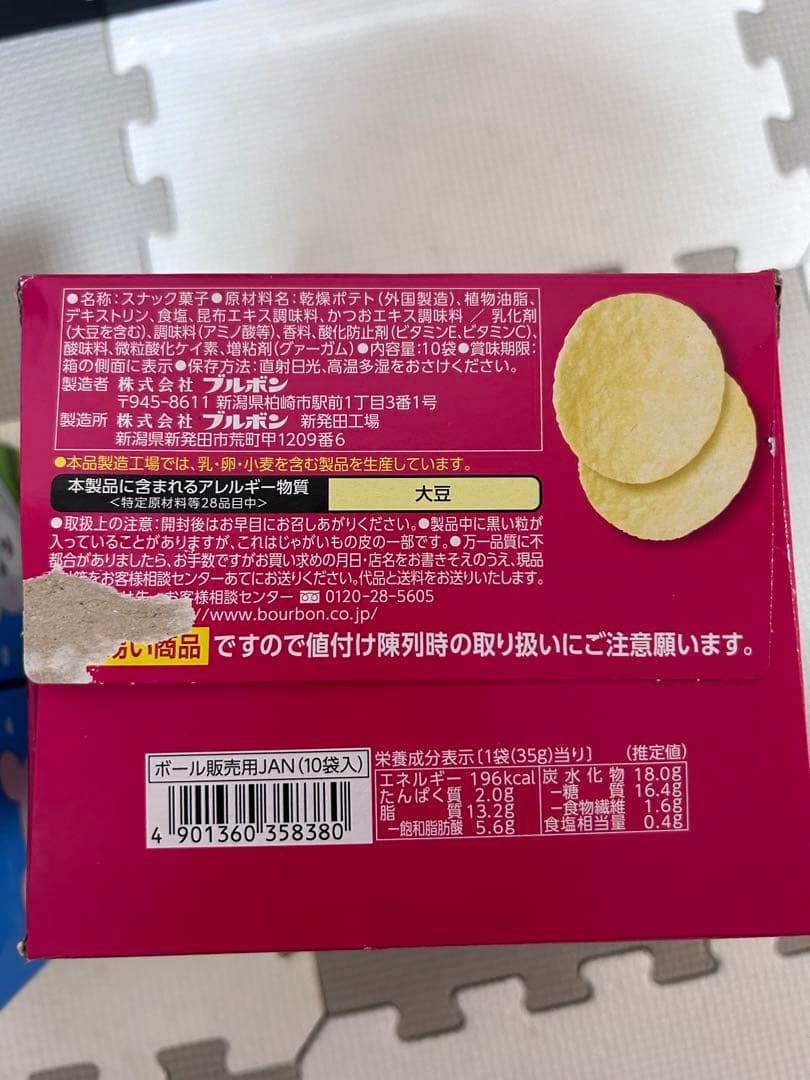 ●名称:スナック菓子●原材料名:乾燥ポテト(外国製造)、植物油脂、
デキストリン、食塩、昆布エキス調味料、かつおエキス調味料 / 乳化剤
(大豆を含む)、調味料(アミノ酸等)、香料、酸化防止剤(ビタミンE、ビタミンC)、
酸味料、微粒酸化ケイ素、増粘剤(グァーガム)●内容量:10袋●賞味期限:
箱の側面に表示●保存方法:直射日光、高温多湿をおさけください。
製造者 株式会社 ブルボン
〒945-8611 新潟県柏崎市駅前1丁目3番1号
製造所 株式会社 ブルボン 新発田工場
新潟県新発田市荒町甲1209番6
●本品製造工場では、乳・卵・小麦を含む製品を生産しています。
本製品に含まれるアレルギー物質
<特定原材料等28品目中>
大豆
●取扱上の注意:開封後はお早目にお召しあがりください。●製品中に黒い粒が
入っていることがありますが、これはじゃがいもの皮の一部です。●万一品質に不
都合がありましたら、お手数ですがお買い求めの月日・店名をお書きそえのうえ、現品
をお客様相談センターあてにお送りください。代品と送料をお送りいたします。
お客様相談センター 0120-28-5605
//www.bourbon.co.jp/
い商品 ですので値付け陳列時の取り扱いにご注意願います。
ボール販売用JAN(10袋入)
4 901360 358380
栄養成分表示〔1袋(35g)当り〕 (推定値)
エネルギー 196kcal
たんぱく質 2.0g
脂質 13.2g
-飽和脂肪酸 5.6g
炭水化物 18.0g
-糖質 16.4g
-食物繊維 1.6g
食塩相当量 0.4g